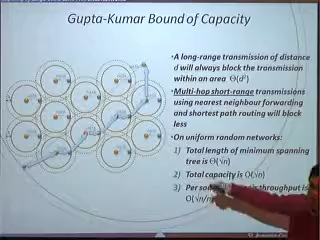 Gupta-Kumar Bound of Capacity
•A long-range transmission of distance
d will always block the transmission
within an area Θ(d²)
•Multi-hop short-range transmissions
using nearest neighbour forwarding
and shortest path routing will block
less
•On uniform random networks:
1) Total length of minimum spanning
tree is Θ(√n)
2) Total capacity is O(√n)
3) Per throughput is
O(√n/n)